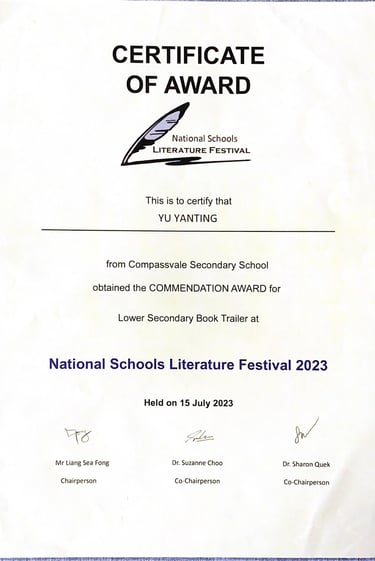 CERTIFICATE
OF AWARD
National Schools
LITERATURE FESTIVAL
This is to certify that
YU YANTING
from Compassvale Secondary School
obtained the COMMENDATION AWARD for
Lower Secondary Book Trailer at
National Schools Literature Festival 2023
Held on 15 July 2023
Mr Liang Sea Fong
Dr. Suzanne Choo
Dr. Sharon Quek
Chairperson
Co-Chairperson
Co-Chairperson